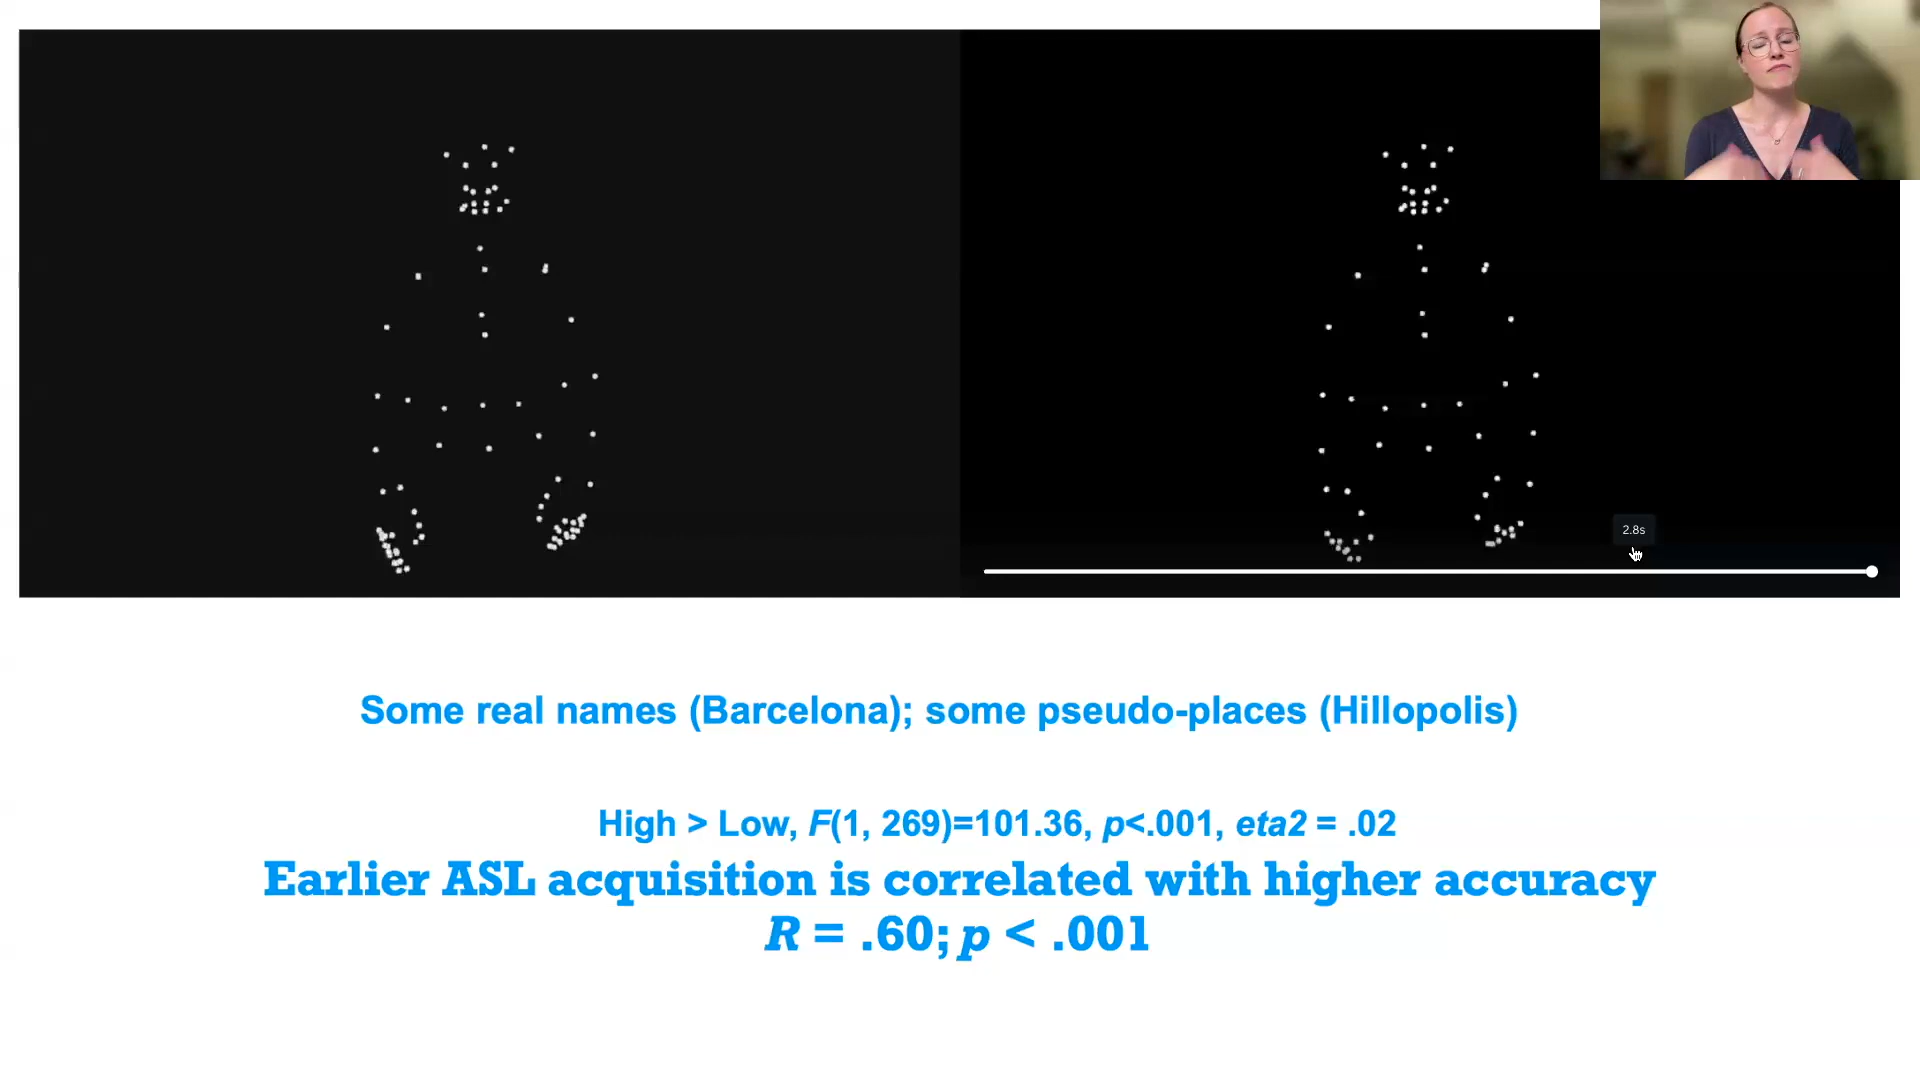 2.8s
Some real names (Barcelona); some pseudo-places (Hillopolis)
High > Low, F(1, 269)=101.36, p<.001, eta2 = .02
Earlier ASL acquisition is correlated with higher accuracy
R = .60; p < .001